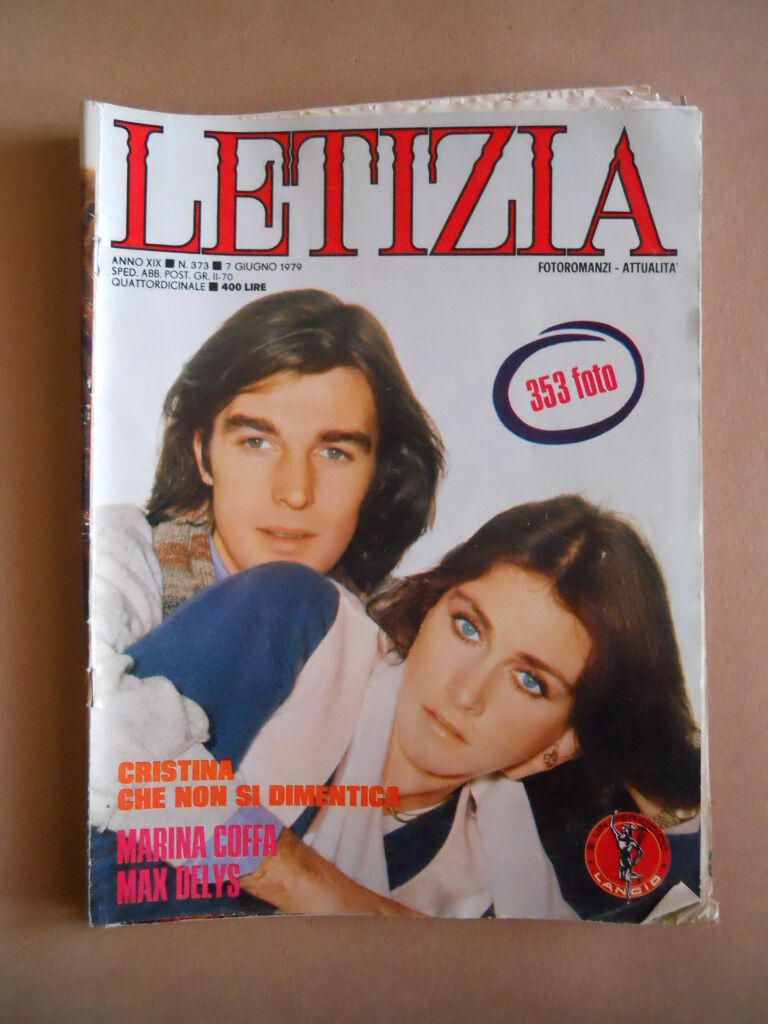 LETIZIA
ANNO XIX ■ N. 373 ■ 7 GIUGNO 1979
SPED. ABB. POST. GR. II-70
QUATTORDICINALE ■ 400 LIRE
FOTOROMANZI - ATTUALITA'
353 foto
CRISTINA
CHE NON SI DIMENTICA
MARINA COFFA
MAX DELYS
LANCIO